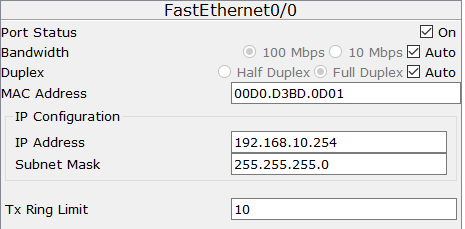 FastEthernet0/0
Port Status On
Bandwidth 100 Mbps 10 Mbps Auto
Duplex Half Duplex Full Duplex Auto
MAC Address 00D0.D3BD.0D01
IP Configuration
IP Address 192.168.10.254
Subnet Mask 255.255.255.0
Tx Ring Limit 10